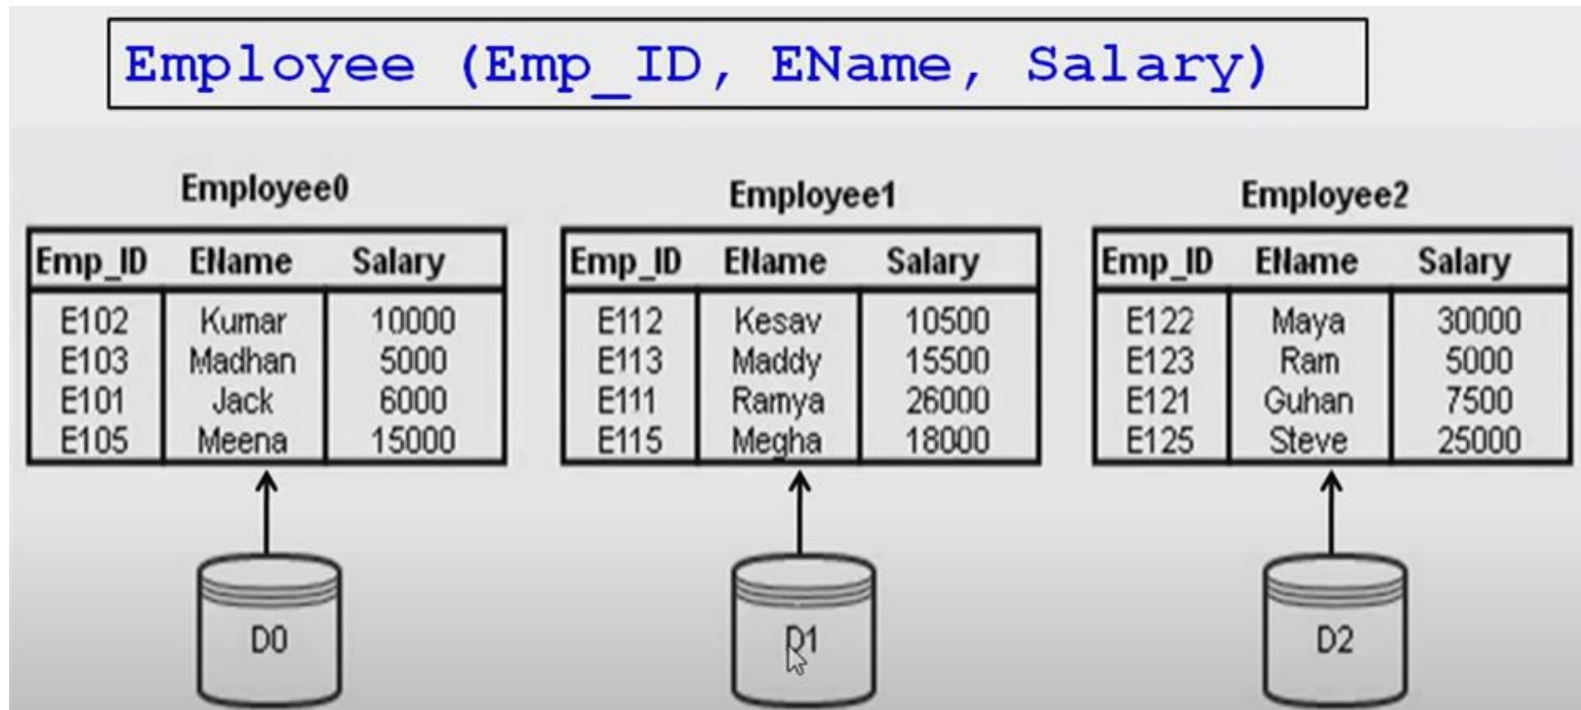 Employee (Emp_ID, EName, Salary)
Employee0
Emp_ID EName Salary
E102 Kumar 10000
E103 Madhan 5000
E101 Jack 6000
E105 Meena 15000
D0
Employee1
Emp_ID EName Salary
E112 Kesav 10500
E113 Maddy 15500
E111 Ramya 26000
E115 Megha 18000
D1
Employee2
Emp_ID EName Salary
E122 Maya 30000
E123 Ram 5000
E121 Guhan 7500
E125 Steve 25000
D2